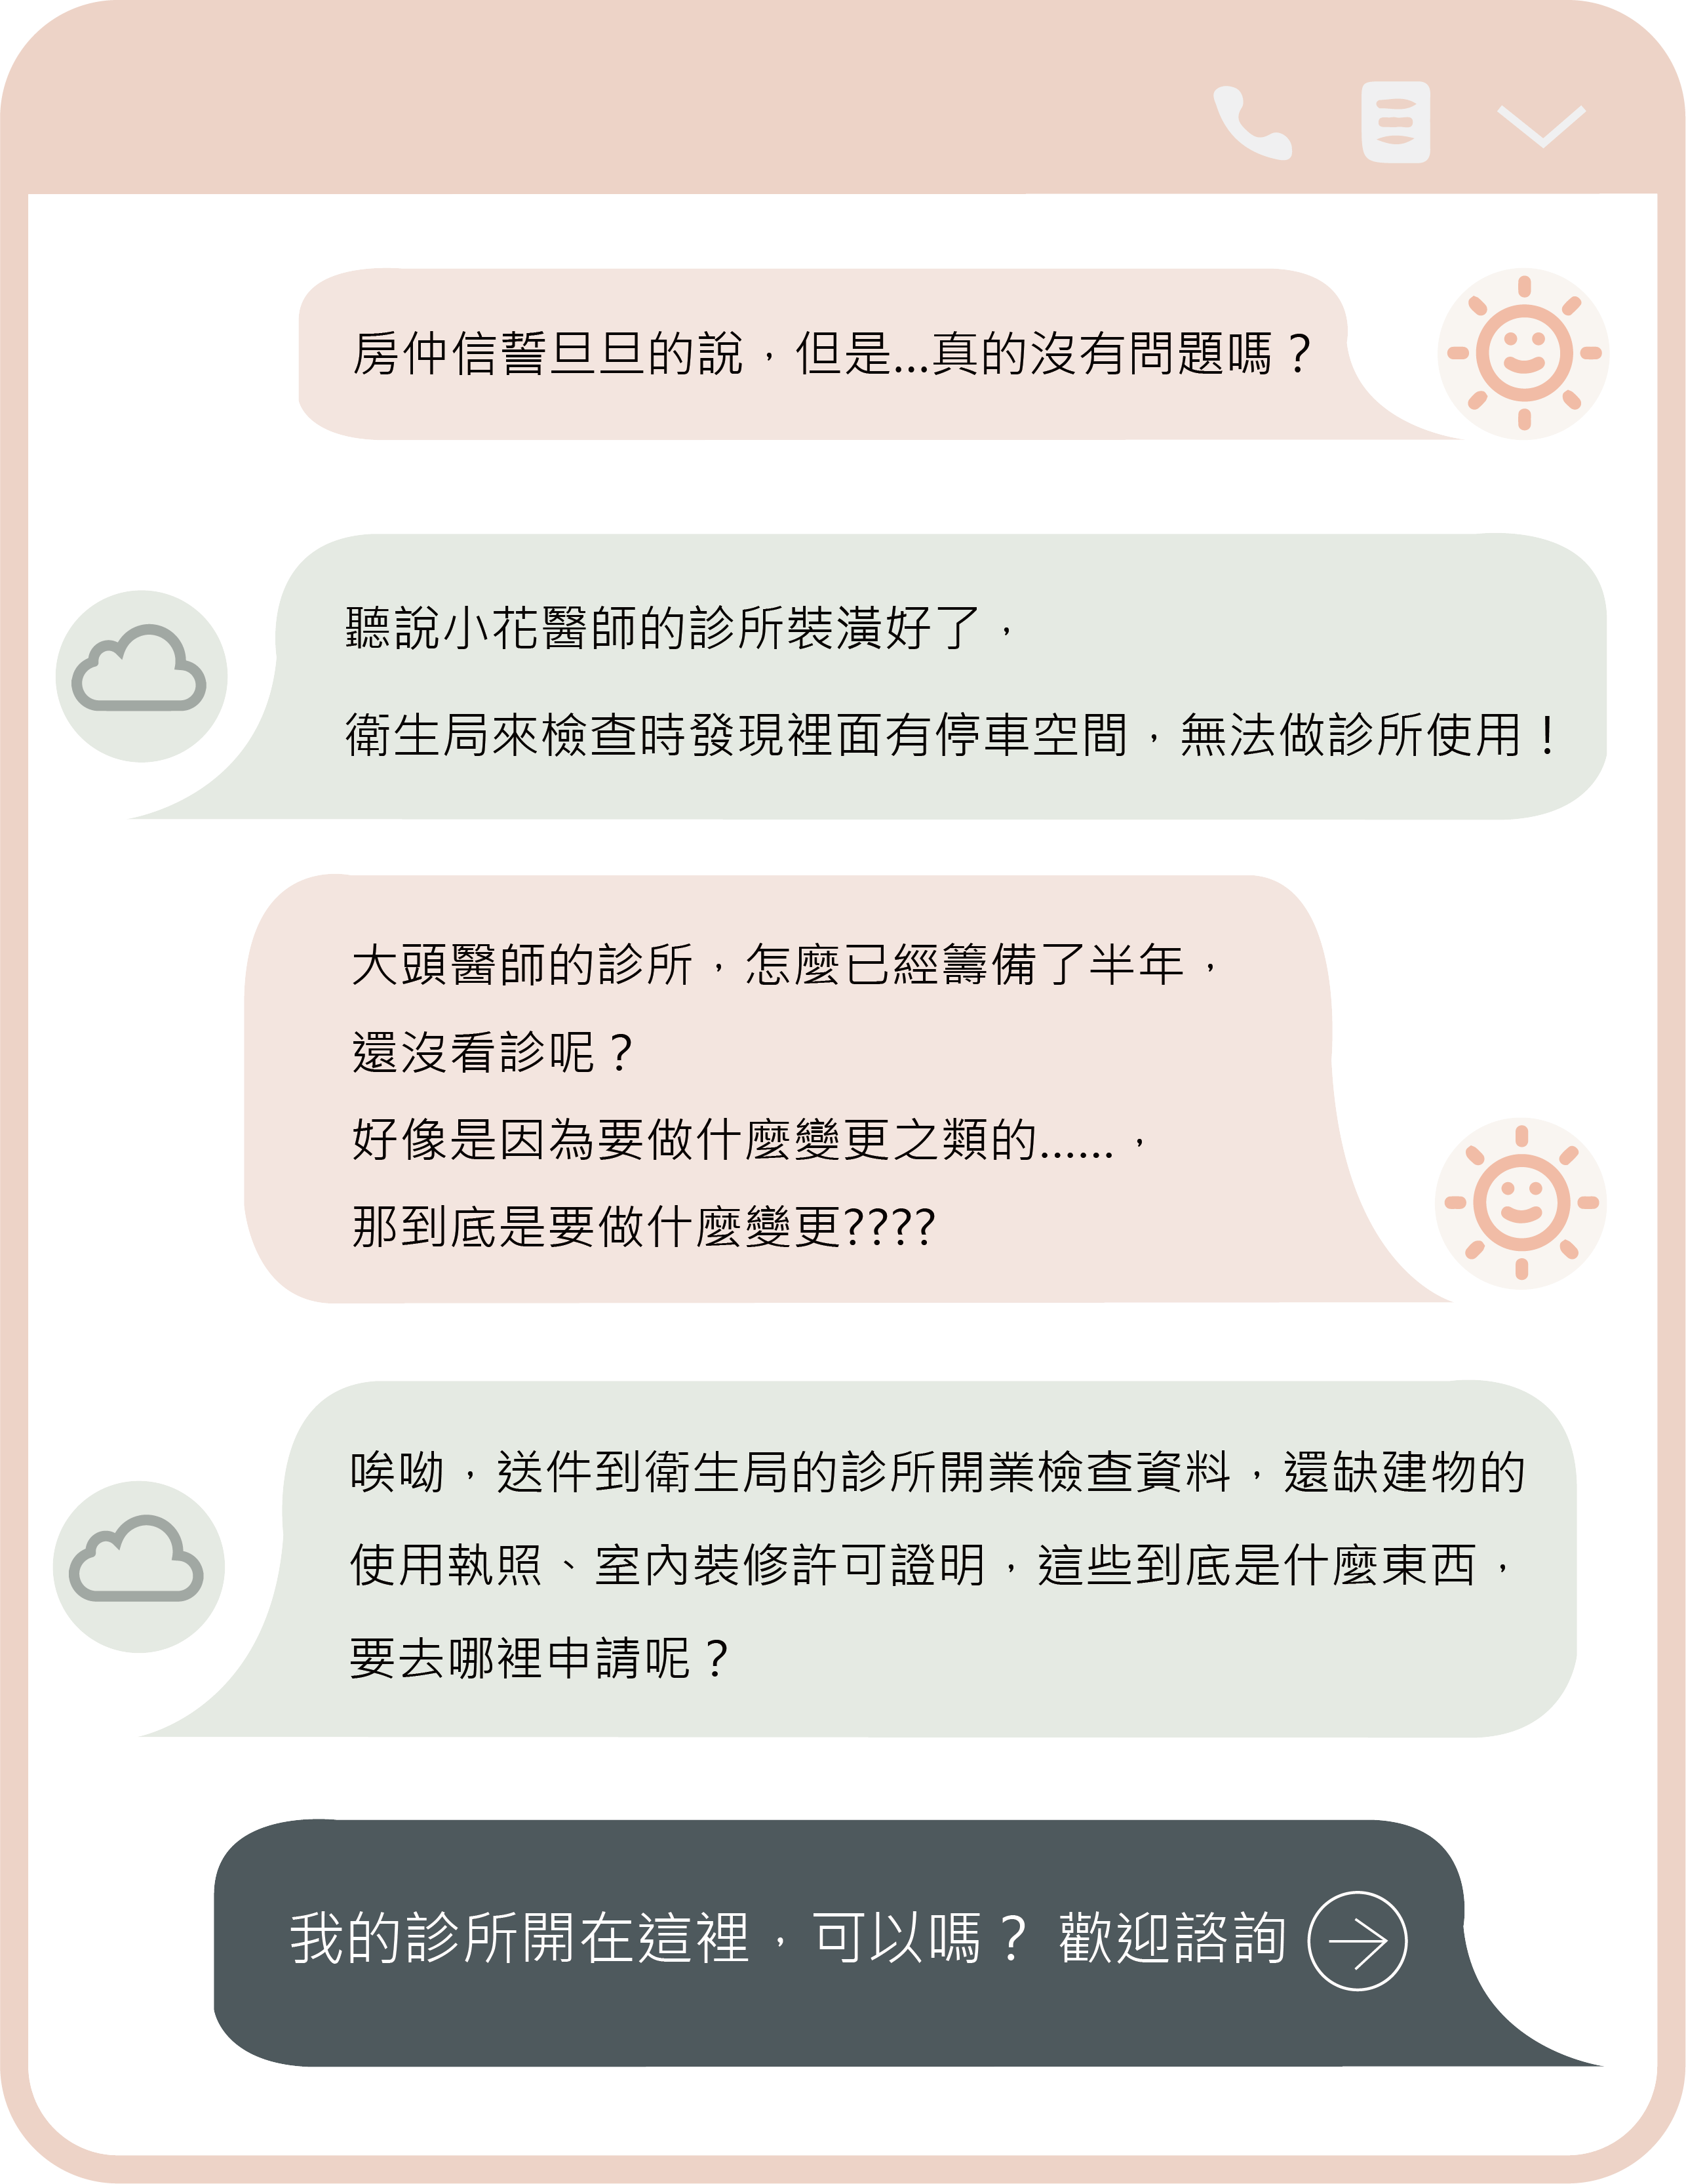 房仲信誓旦旦的說，但是...真的沒有問題嗎？
聽說小花醫師的診所裝潢好了，
衛生局來檢查時發現裡面有停車空間，無法做診所使用！
大頭醫師的診所，怎麼已經籌備了半年，
還沒看診呢？
好像是因為要做什麼變更之類的......，
那到底是要做什麼變更????
唉呦，送件到衛生局的診所開業檢查資料，還缺建物的
使用執照、室內裝修許可證明，這些到底是什麼東西，
要去哪裡申請呢？
我的診所開在這裡，可以嗎？ 歡迎諮詢